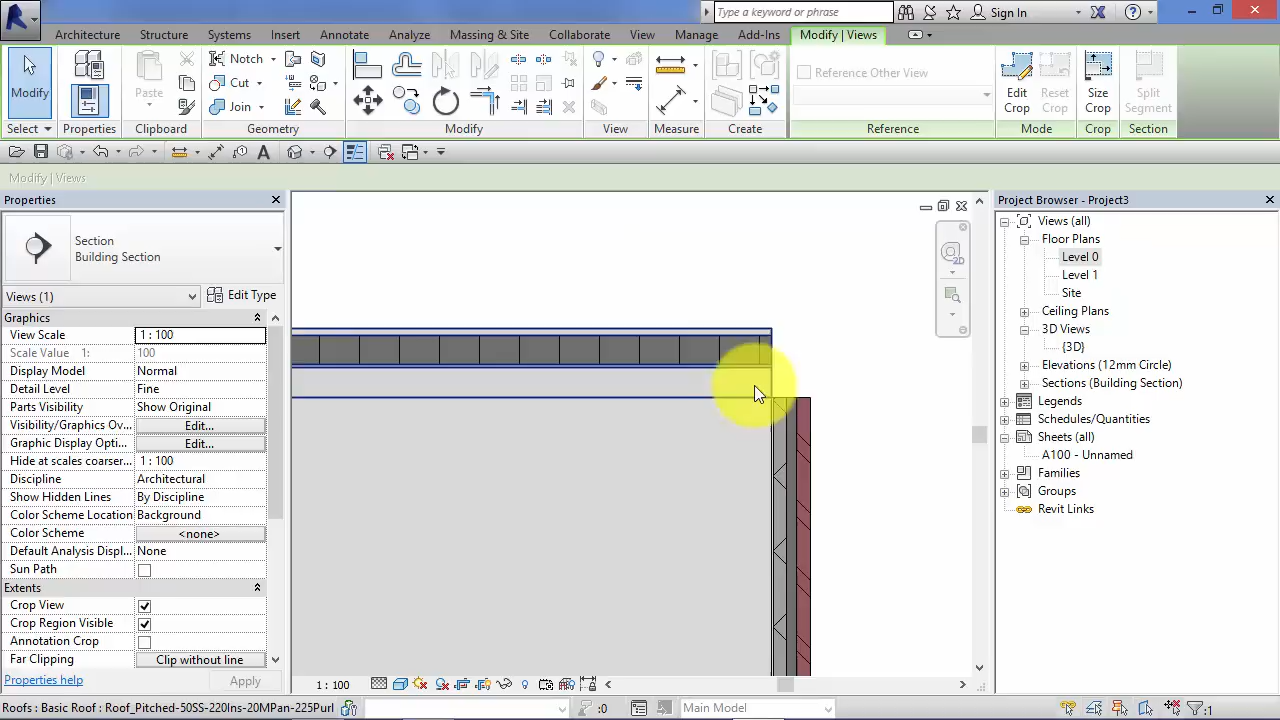 Type a keyword or phrase
Sign In
Architecture Structure Systems Insert Annotate Analyze Massing & Site Collaborate View Manage Add-Ins Modify | Views
Modify
Paste
Notch
Cut
Join
Reference Other View
Edit Crop
Reset Crop
Size Crop
Split Segment
Select Properties Clipboard Geometry Modify View Measure Create Reference Mode Crop Section
Modify | Views
Properties
Section
Building Section
Views (1)
Edit Type
Graphics
View Scale 1 : 100
Scale Value 1: 100
Display Model Normal
Detail Level Fine
Parts Visibility Show Original
Visibility/Graphics Ov... Edit...
Graphic Display Opti... Edit...
Hide at scales coarser... 1 : 100
Discipline Architectural
Show Hidden Lines By Discipline
Color Scheme Location Background
Color Scheme <none>
Default Analysis Displ... None
Sun Path
Extents
Crop View
Crop Region Visible
Annotation Crop
Far Clipping Clip without line
Properties help Apply
2D
1 : 100
Project Browser - Project3
Views (all)
Floor Plans
Level 0
Level 1
Site
Ceiling Plans
3D Views
{3D}
Elevations (12mm Circle)
Sections (Building Section)
Legends
Schedules/Quantities
Sheets (all)
A100 - Unnamed
Families
Groups
Revit Links
Roofs : Basic Roof : Roof_Pitched-50SS-220Ins-20MPan-225Purl
:0
Main Model
:1